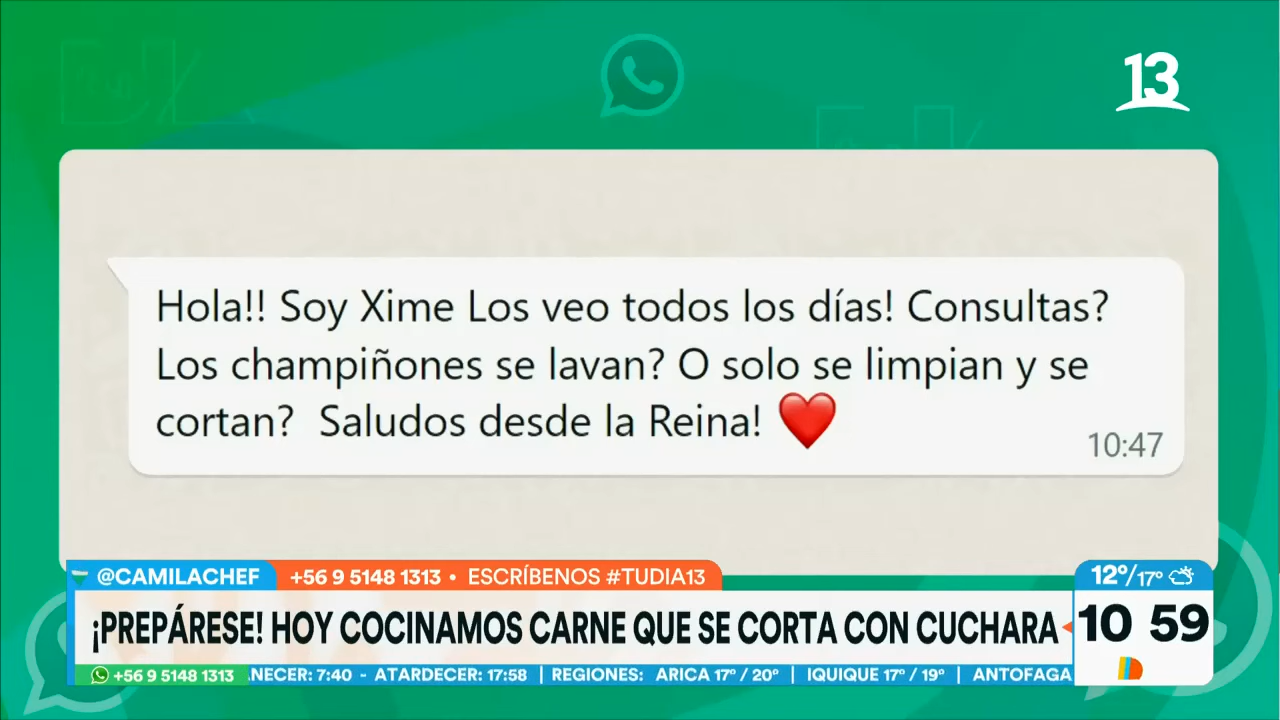 13
Hola!! Soy Xime Los veo todos los días! Consultas?
Los champiñones se lavan? O solo se limpian y se
cortan? Saludos desde la Reina! ❤️
10:47
@CAMILACHEF +56 9 5148 1313 • ESCRÍBENOS #TUDIA13
12°/17°
¡PREPÁRESE! HOY COCINAMOS CARNE QUE SE CORTA CON CUCHARA
10 59
+56 9 5148 1313 NECER: 7:40 - ATARDECER: 17:58 | REGIONES: ARICA 17° / 20° | IQUIQUE 17° / 19° | ANTOFAGA